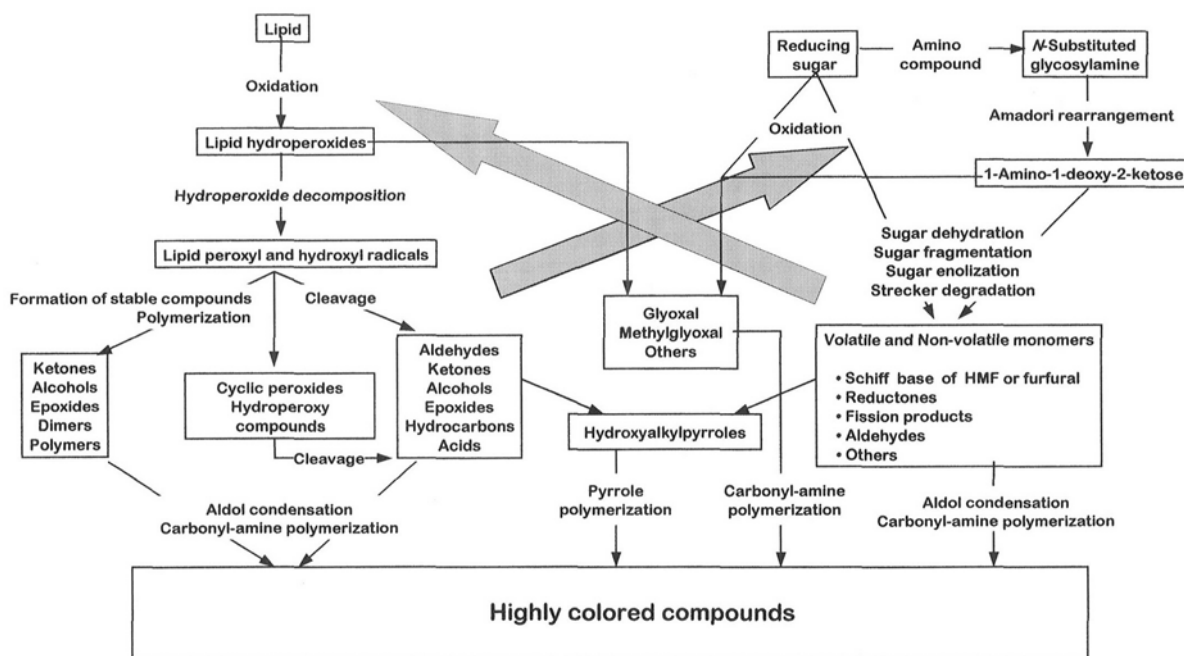 Lipid
Oxidation
Lipid hydroperoxides
Hydroperoxide decomposition
Lipid peroxyl and hydroxyl radicals
Formation of stable compounds
Polymerization
Cleavage
Ketones
Alcohols
Epoxides
Dimers
Polymers
Cyclic peroxides
Hydroperoxy
compounds
Cleavage
Aldehydes
Ketones
Alcohols
Epoxides
Hydrocarbons
Acids
Aldol condensation
Carbonyl-amine polymerization
Reducing
sugar
Amino
compound
N-Substituted
glycosylamine
Oxidation
Amadori rearrangement
1-Amino-1-deoxy-2-ketose
Sugar dehydration
Sugar fragmentation
Sugar enolization
Strecker degradation
Glyoxal
Methylglyoxal
Others
Volatile and Non-volatile monomers
• Schiff base of HMF or furfural
• Reductones
• Fission products
• Aldehydes
• Others
Hydroxyalkylpyrroles
Pyrrole
polymerization
Carbonyl-amine
polymerization
Aldol condensation
Carbonyl-amine polymerization
Highly colored compounds